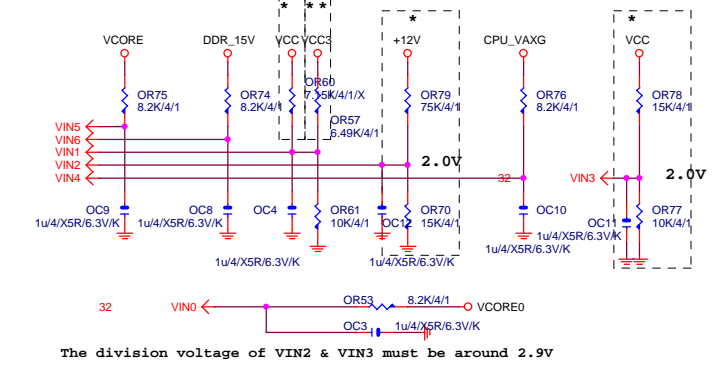 * * * * *
VCORE DDR_15V VCC VCC3 +12V CPU_VAXG VCC
OR75 8.2K/4/1
OR74 8.2K/4/1
OR60 7.15K/4/1/X
OR57 6.49K/4/1
OR79 75K/4/1
OR76 8.2K/4/1
OR78 15K/4/1
VIN5
VIN6
VIN1
VIN2
VIN4
2.0V
32
VIN3
2.0V
OC9 1u/4/X5R/6.3V/K
OC8 1u/4/X5R/6.3V/K
OC4 1u/4/X5R/6.3V/K
OR61 10K/4/1
OC12 1u/4/X5R/6.3V/K
OR70 15K/4/1
OC10 1u/4/X5R/6.3V/K
OC11 1u/4/X5R/6.3V/K
OR77 10K/4/1
32 VIN0 OR53 8.2K/4/1 VCORE0
OC3 1u/4/X5R/6.3V/K
The division voltage of VIN2 & VIN3 must be around 2.9V